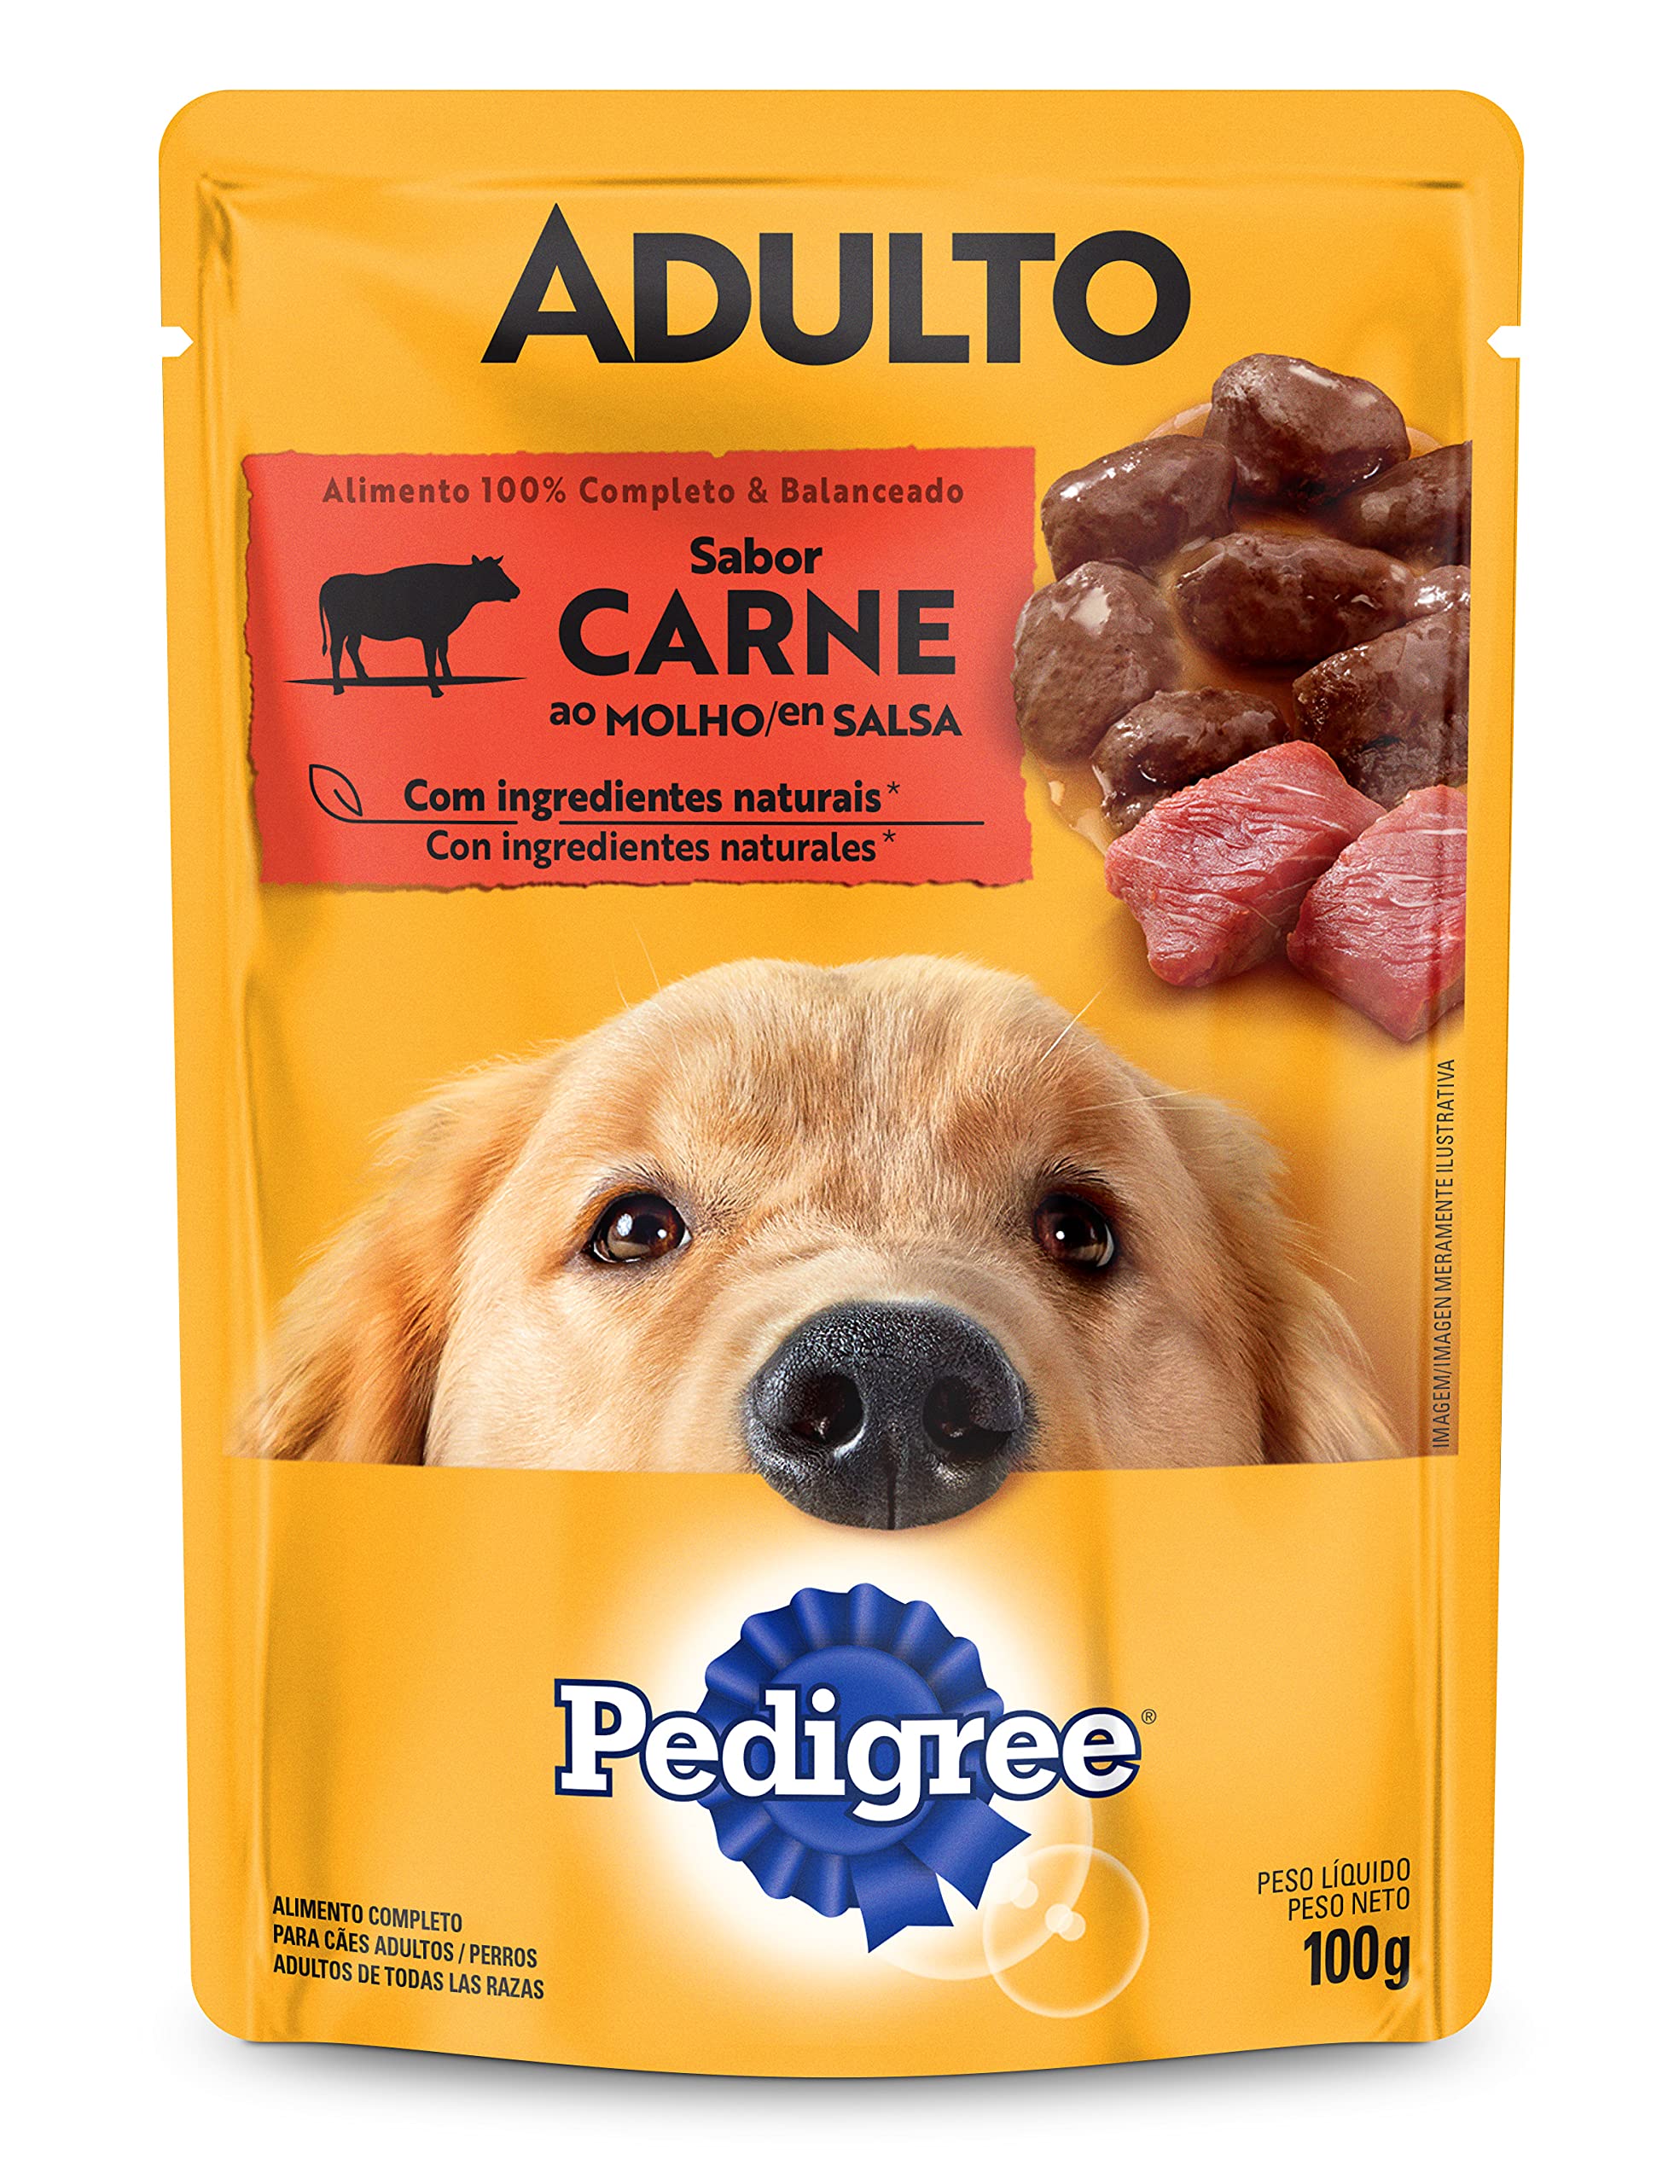 ADULTO
Alimento 100% Completo & Balanceado
Sabor
CARNE
ao MOLHO/en SALSA
Com ingredientes naturais*
Con ingredientes naturales*
IMAGEM/IMAGEN MERAMENTE ILUSTRATIVA
Pedigree®
ALIMENTO COMPLETO
PARA CÃES ADULTOS / PERROS
ADULTOS DE TODAS LAS RAZAS
PESO LÍQUIDO
PESO NETO
100g